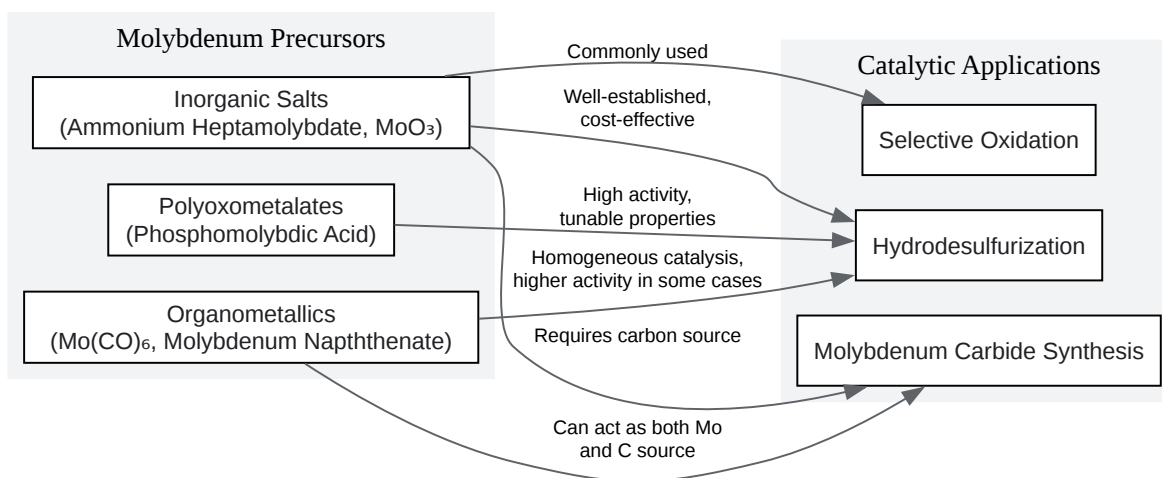 Molybdenum Precursors
Inorganic Salts
(Ammonium Heptamolybdate, MoO₃)
Polyoxometalates
(Phosphomolybdic Acid)
Organometallics
(Mo(CO)₆, Molybdenum Napththenate)
Commonly used
Well-established,
cost-effective
High activity,
tunable properties
Homogeneous catalysis,
higher activity in some cases
Requires carbon source
Can act as both Mo
and C source
Catalytic Applications
Selective Oxidation
Hydrodesulfurization
Molybdenum Carbide Synthesis